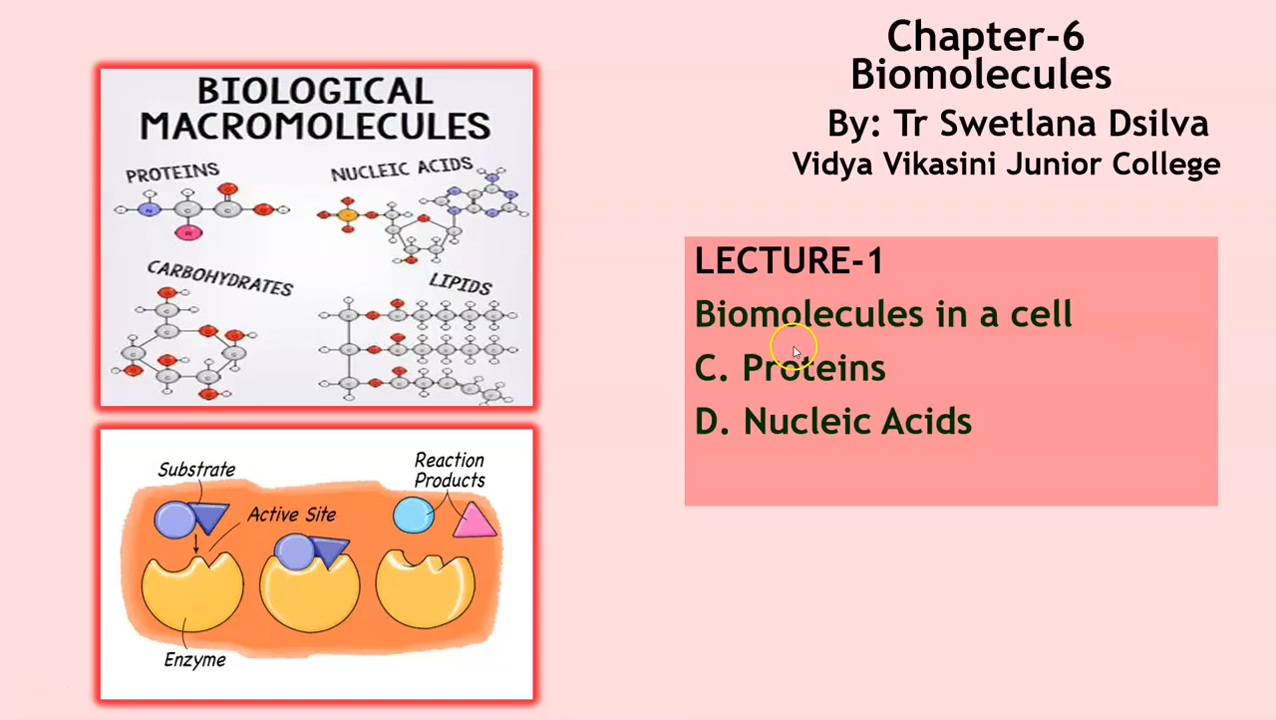 Chapter-6
Biomolecules
By: Tr Swetlana Dsilva
Vidya Vikasini Junior College
BIOLOGICAL
MACROMOLECULES
PROTEINS
NUCLEIC ACIDS
CARBOHYDRATES
LIPIDS
LECTURE-1
Biomolecules in a cell
C. Proteins
D. Nucleic Acids
Substrate
Reaction
Products
Active Site
Enzyme